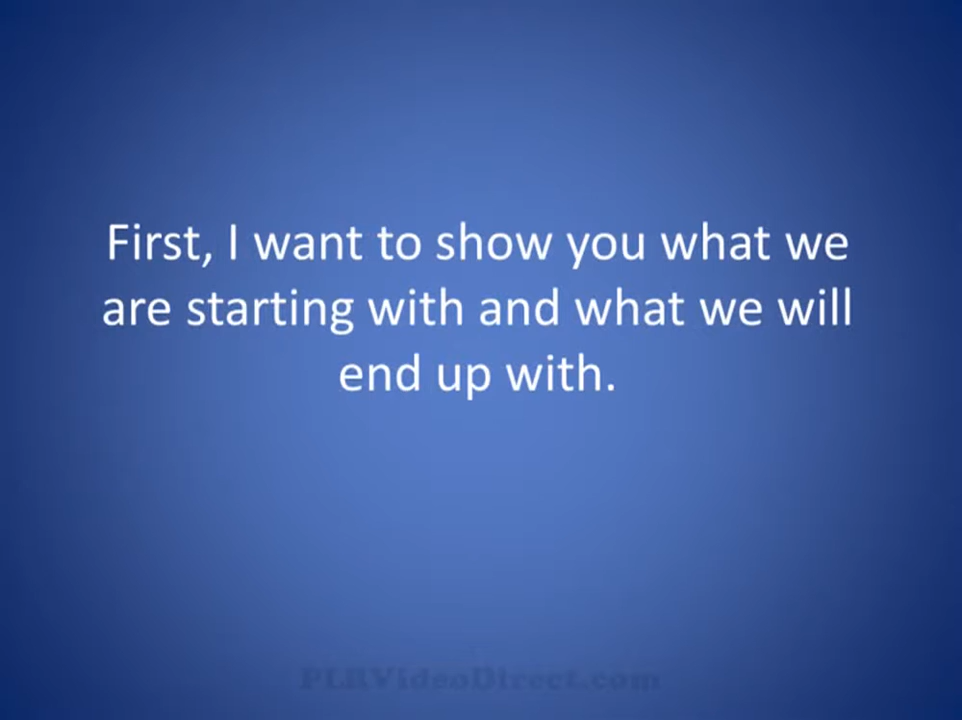 First, I want to show you what we
are starting with and what we will
end up with.
PLRVideoDirect.com